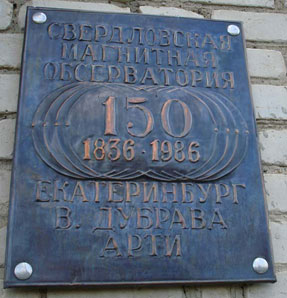 СВЕРДЛОВСКАЯ
МАГНИТНАЯ
ОБСЕРВАТОРИЯ
150
1836·1986
ЕКАТЕРИНБУРГ
В. ДУБРАВА
АРТИ